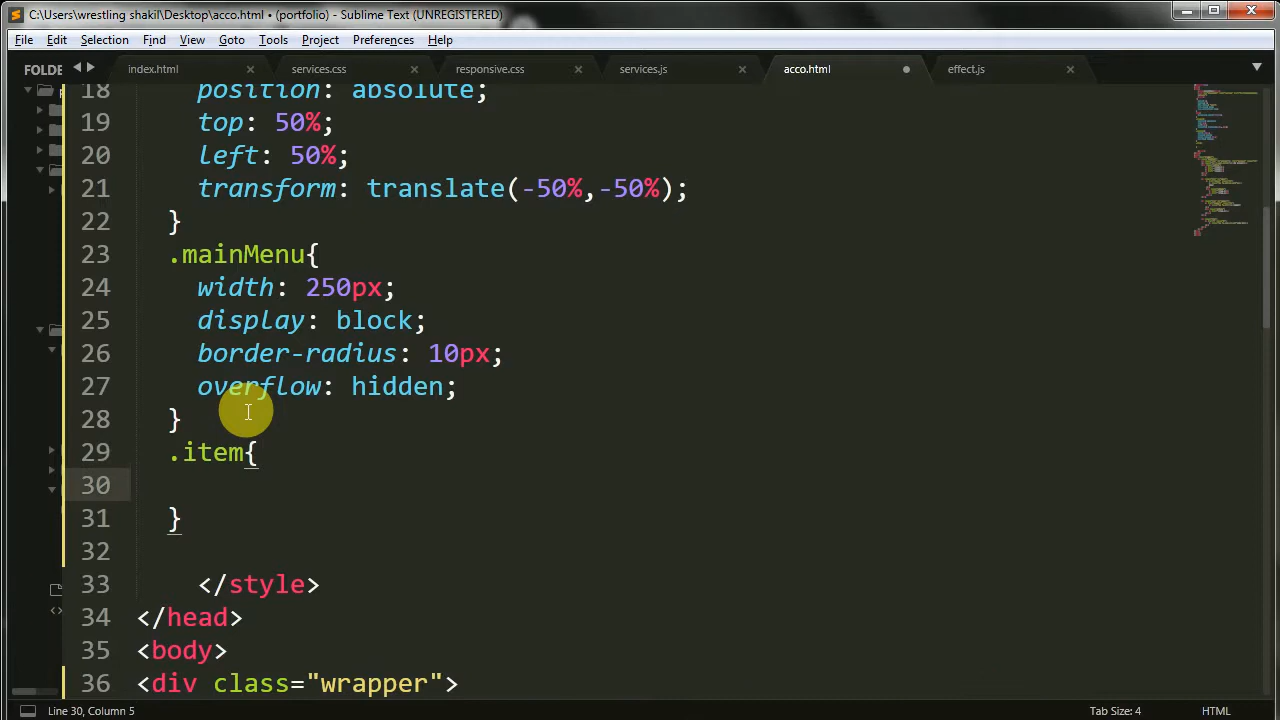 C:\Users\wrestling shakil\Desktop\acco.html • (portfolio) - Sublime Text (UNREGISTERED)
File Edit Selection Find View Goto Tools Project Preferences Help
FOLDE
index.html services.css responsive.css services.js acco.html effect.js
18 position: absolute;
19 top: 50%;
20 left: 50%;
21 transform: translate(-50%,-50%);
22 }
23 .mainMenu{
24 width: 250px;
25 display: block;
26 border-radius: 10px;
27 overflow: hidden;
28 }
29 .item{
30
31 }
32
33 </style>
34 </head>
35 <body>
36 <div class="wrapper">
Line 30, Column 5 Tab Size: 4 HTML